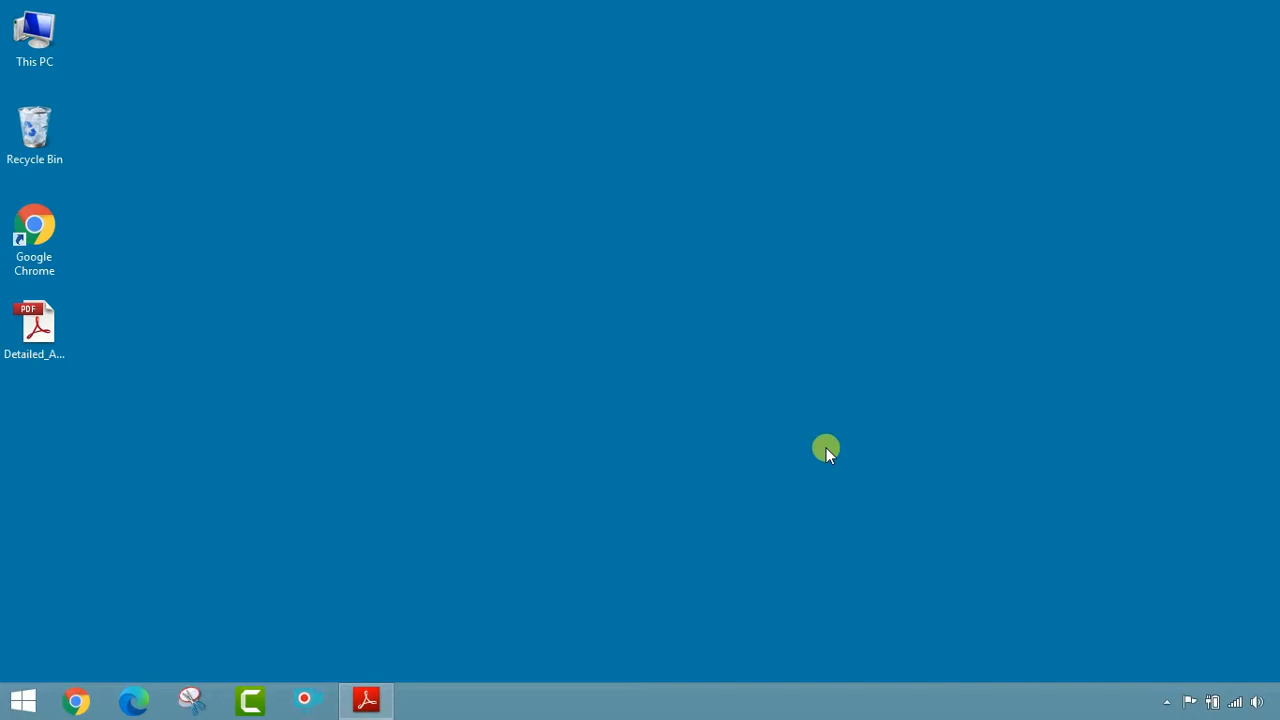 This PC
Recycle Bin
Google
Chrome
PDF
Detailed_A...